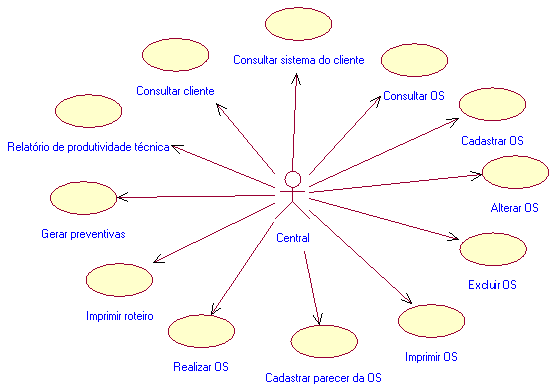 Consultar sistema do cliente
Consultar cliente
Consultar OS
Relatório de produtividade técnica
Cadastrar OS
Alterar OS
Gerar preventivas
Central
Excluir OS
Imprimir roteiro
Imprimir OS
Realizar OS
Cadastrar parecer da OS